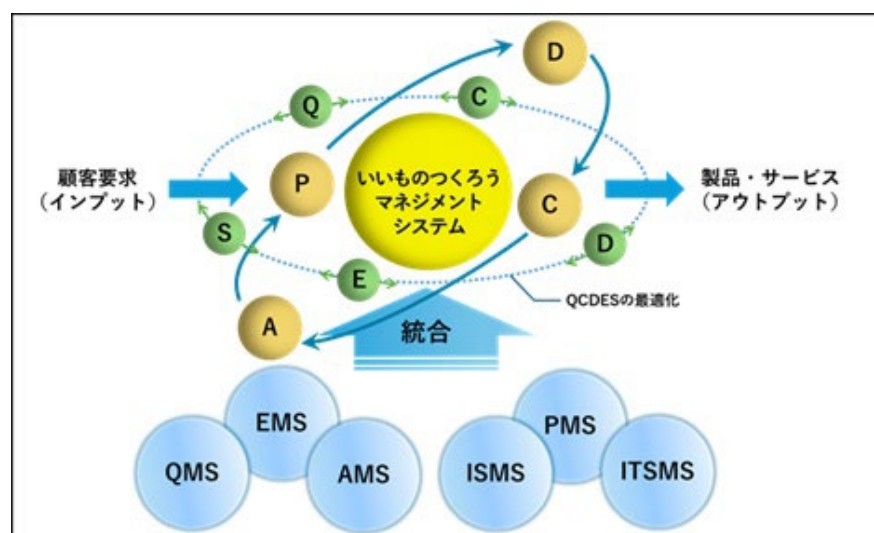 D
Q
C
P
顧客要求
(インプット)
いいものつくろう
マネジメント
システム
C
製品・サービス
(アウトプット)
S
E
D
QCDESの最適化
A
統合
EMS
PMS
QMS
AMS
ISMS
ITSMS